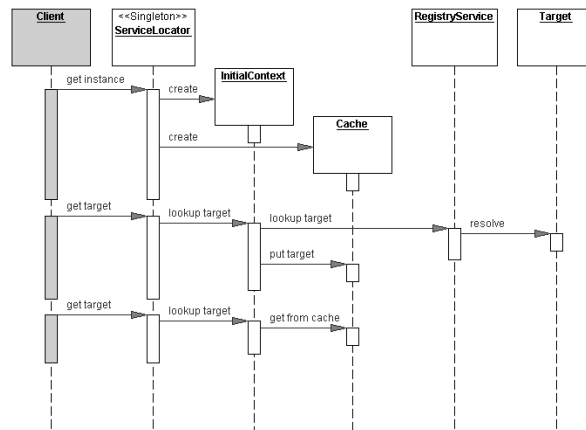 Client
<<Singleton>>
ServiceLocator
RegistryService
Target
get instance
create
InitialContext
create
Cache
get target
lookup target
lookup target
resolve
put target
get target
lookup target
get from cache